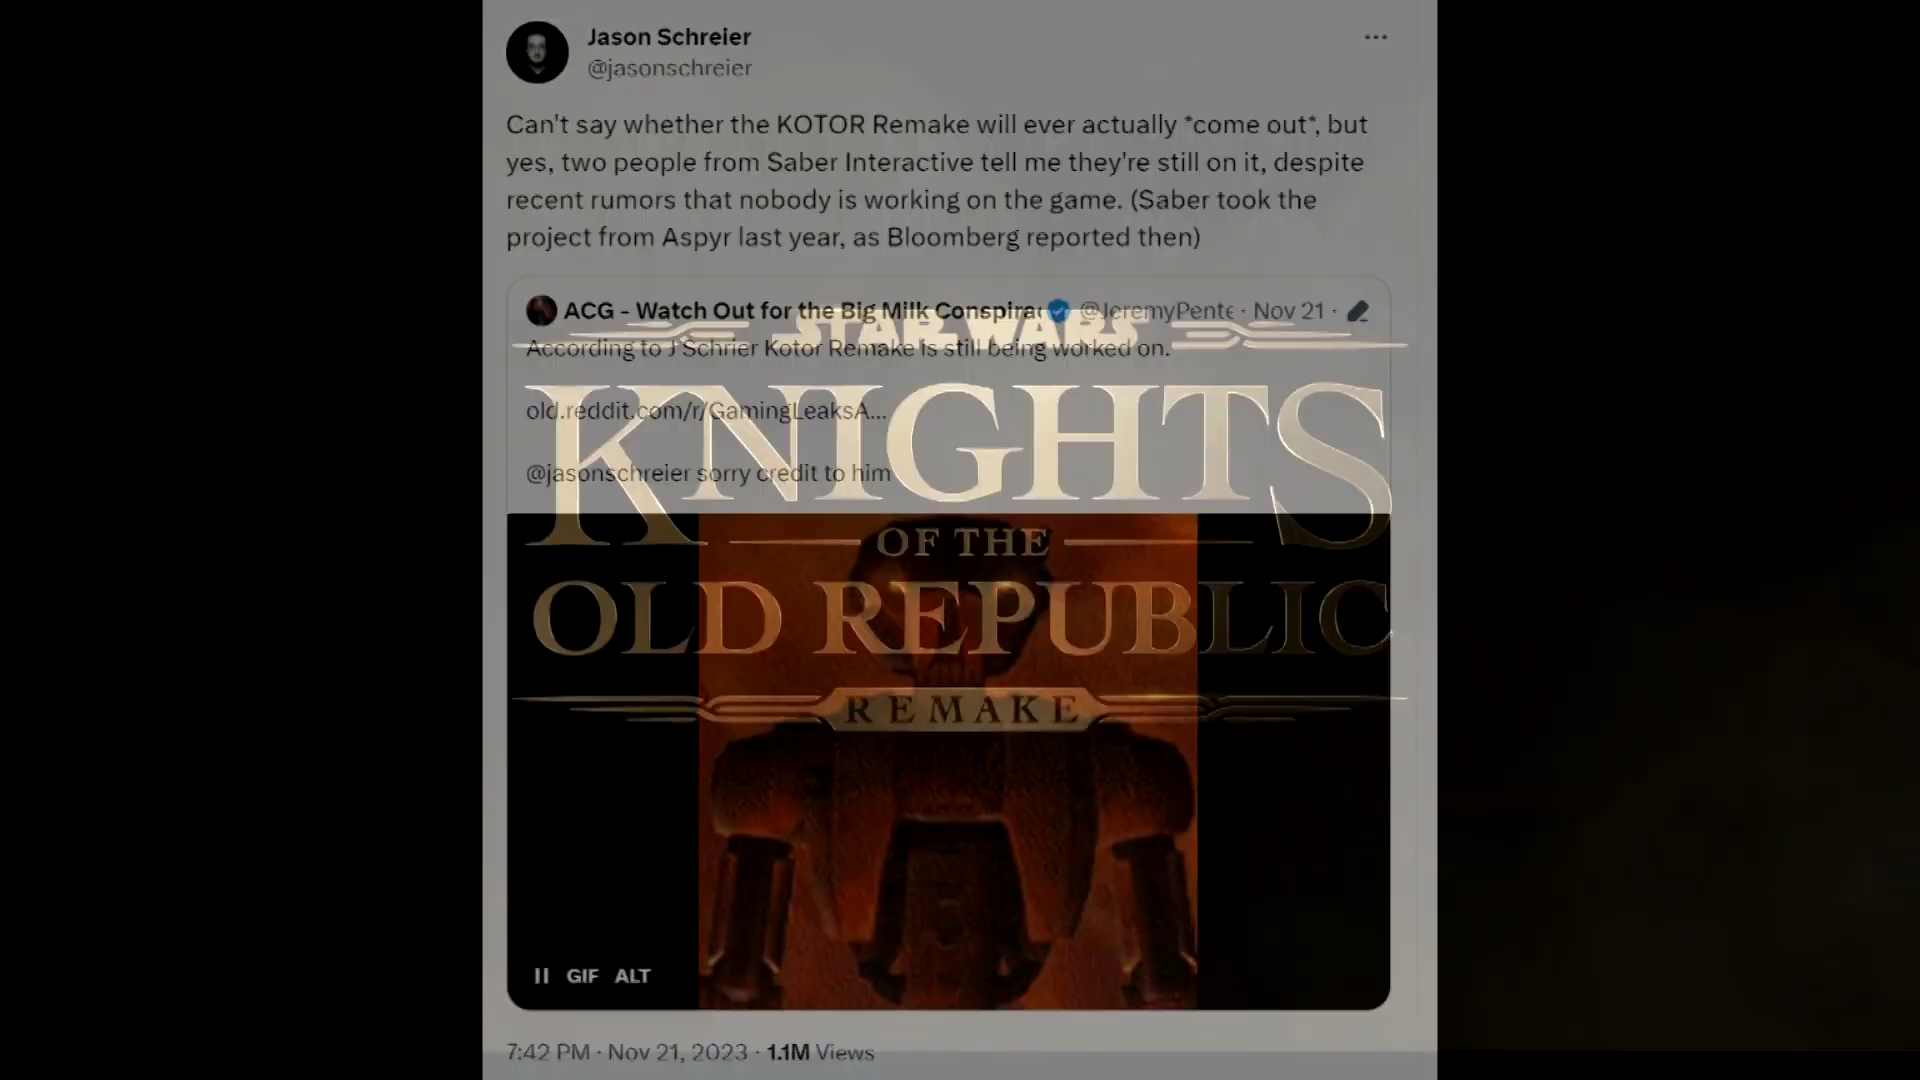 Jason Schreier
@jasonschreier
Can't say whether the KOTOR Remake will ever actually *come out*, but
yes, two people from Saber Interactive tell me they're still on it, despite
recent rumors that nobody is working on the game. (Saber took the
project from Aspyr last year, as Bloomberg reported then)
ACG - Watch Out for the Big Milk Conspira @JeremyPente · Nov 21 ·
STAR WARS
According to J Schrier Kotor Remake is still being worked on.
KNIGHTS
old.reddit.com/r/GamingLeaksA...
@jasonschreier sorry credit to him
OF THE
OLD REPUBLIC
REMAKE
GIF ALT
7:42 PM · Nov 21, 2023 · 1.1M Views